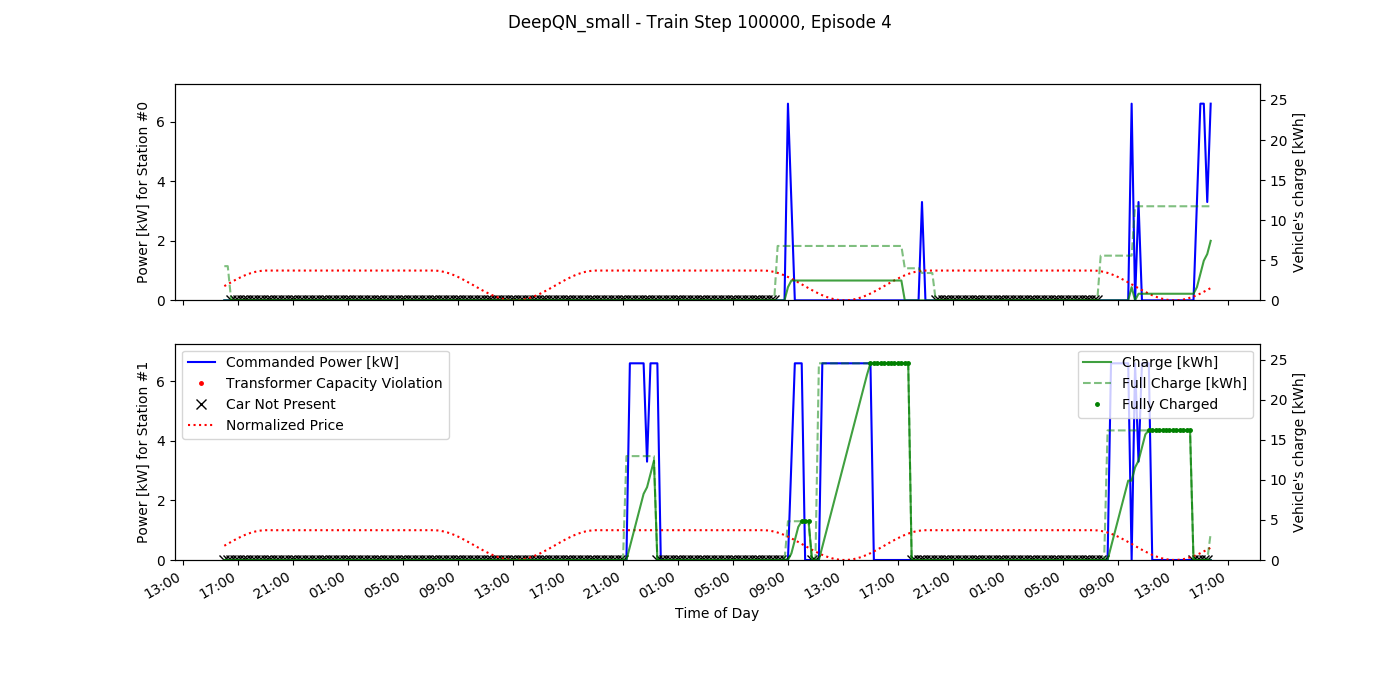 DeepQN_small - Train Step 100000, Episode 4
Power [kW] for Station #0
6
4
2
0
25
20
15
10
5
0
Vehicle's charge [kWh]
Power [kW] for Station #1
6
4
2
0
Commanded Power [kW]
Transformer Capacity Violation
Car Not Present
Normalized Price
Charge [kWh]
Full Charge [kWh]
Fully Charged
25
20
15
10
5
0
Vehicle's charge [kWh]
13:00 17:00 21:00 01:00 05:00 09:00 13:00 17:00 21:00 01:00 05:00 09:00 13:00 17:00 21:00 01:00 05:00 09:00 13:00 17:00
Time of Day